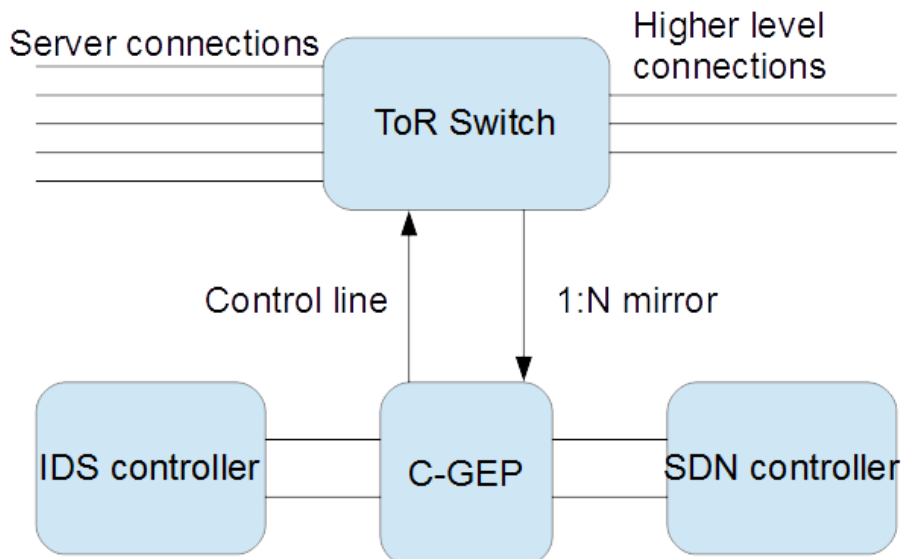 Server connections
Higher level
connections
ToR Switch
Control line
1:N mirror
IDS controller
C-GEP
SDN controller